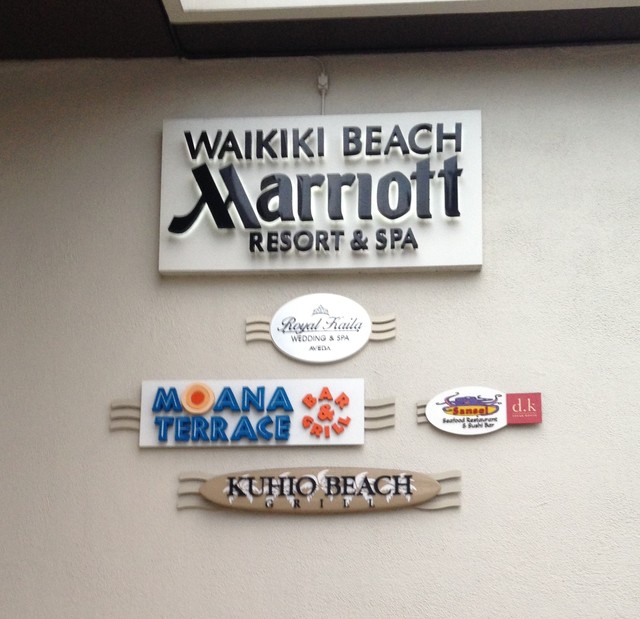 WAIKIKI BEACH
Marriott
RESORT & SPA
Royal Kaila
WEDDING & SPA
AVEDA
MOANA
TERRACE
BAR
&
GRILL
Sansei
Seafood Restaurant
& Sushi Bar
d.k
KUHIO BEACH
GRILL